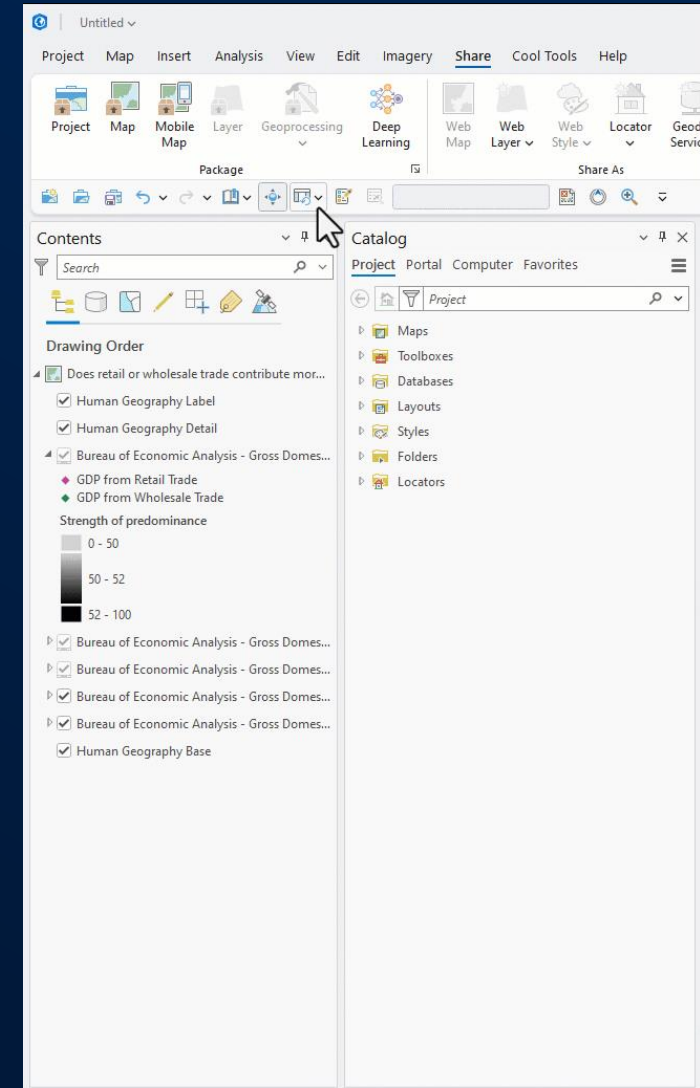 Untitled
Project Map Insert Analysis View Edit Imagery Share Cool Tools Help
Project Map Mobile Map Layer Geoprocessing Deep Learning Web Map Web Layer Web Style Locator
Package Share As
Contents
Search
Drawing Order
Does retail or wholesale trade contribute mor...
Human Geography Label
Human Geography Detail
Bureau of Economic Analysis - Gross Domes...
GDP from Retail Trade
GDP from Wholesale Trade
Strength of predominance
0 - 50
50 - 52
52 - 100
Bureau of Economic Analysis - Gross Domes...
Bureau of Economic Analysis - Gross Domes...
Bureau of Economic Analysis - Gross Domes...
Bureau of Economic Analysis - Gross Domes...
Human Geography Base
Catalog
Project Portal Computer Favorites
Project
Maps
Toolboxes
Databases
Layouts
Styles
Folders
Locators